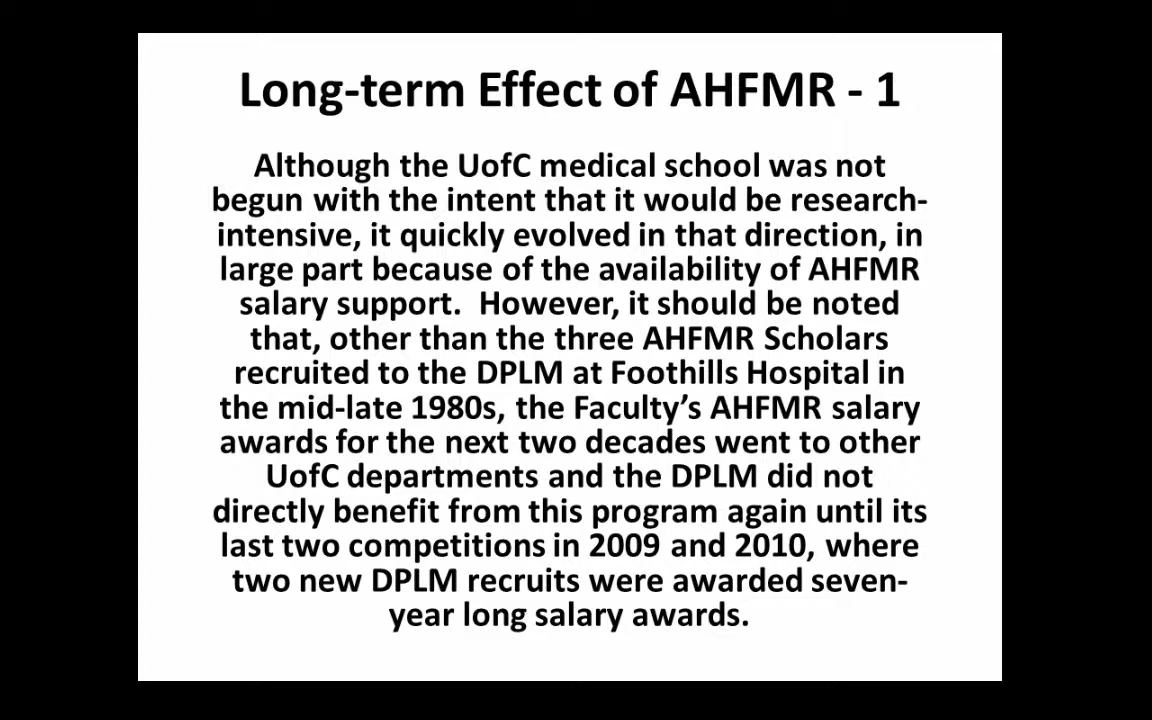 Long-term Effect of AHFMR - 1
Although the UofC medical school was not
begun with the intent that it would be research-
intensive, it quickly evolved in that direction, in
large part because of the availability of AHFMR
salary support.  However, it should be noted
that, other than the three AHFMR Scholars
recruited to the DPLM at Foothills Hospital in
the mid-late 1980s, the Faculty’s AHFMR salary
awards for the next two decades went to other
UofC departments and the DPLM did not
directly benefit from this program again until its
last two competitions in 2009 and 2010, where
two new DPLM recruits were awarded seven-
year long salary awards.